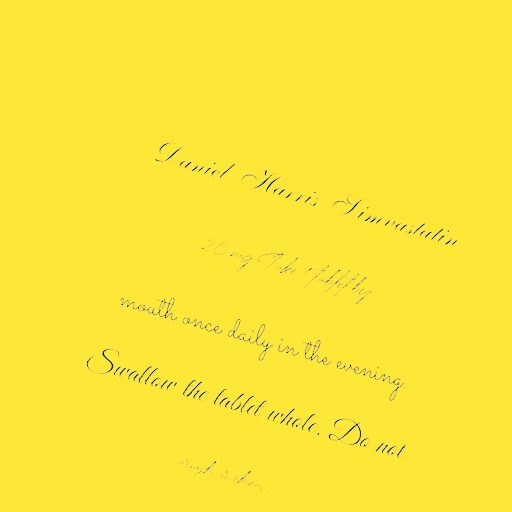 Daniel Harris Simvastatin
20 mg Take 1 tablet by
mouth once daily in the evening
Swallow the tablet whole. Do not
crush or chew